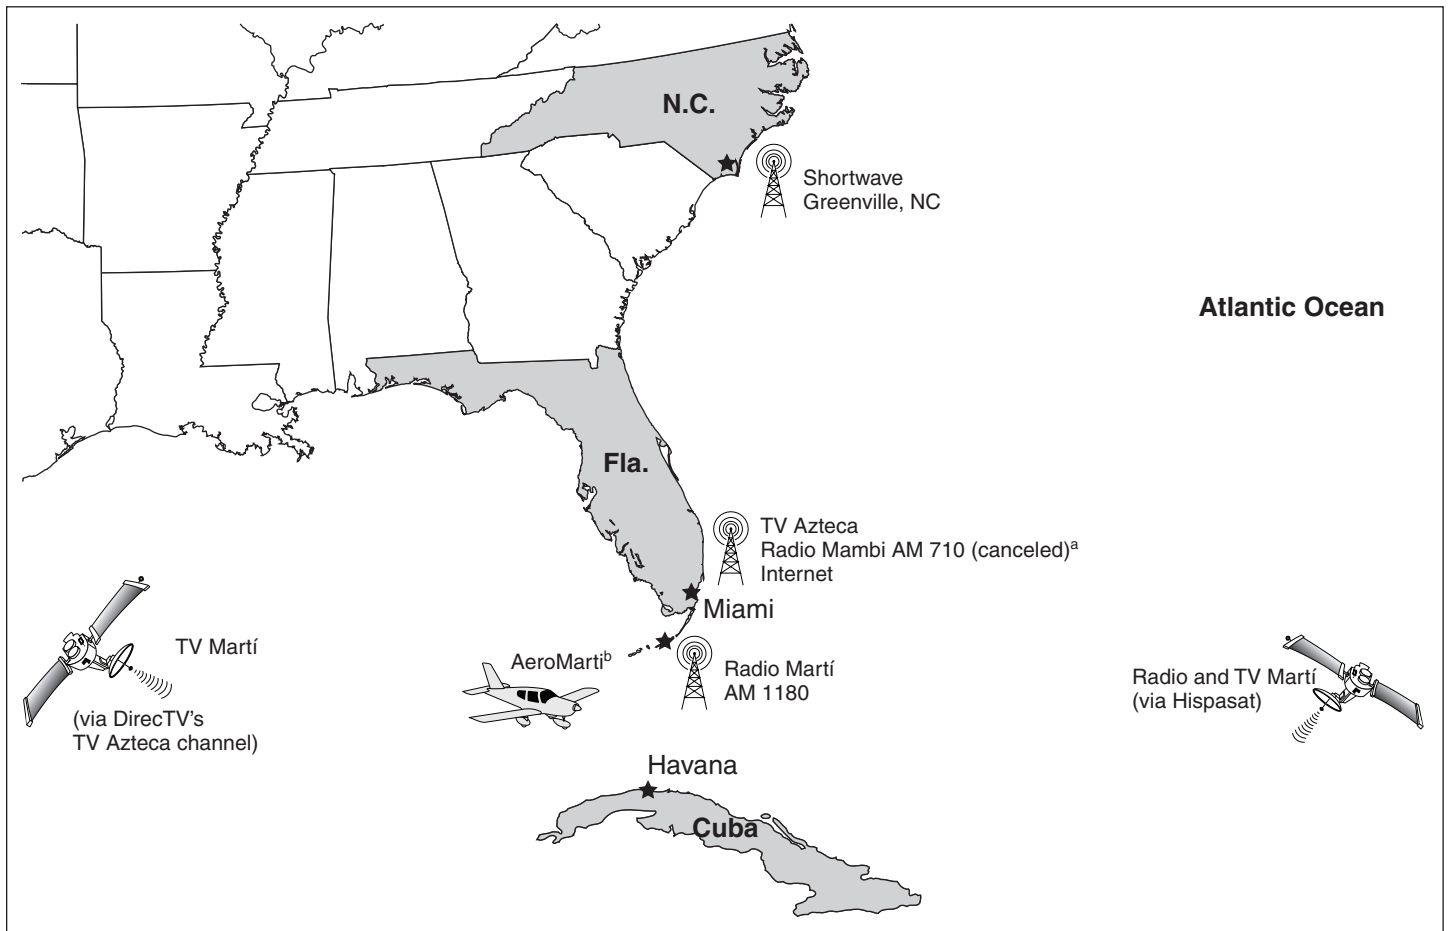 N.C.
Shortwave
Greenville, NC
Atlantic Ocean
Fla.
TV Azteca
Radio Mambi AM 710 (canceled)a
Internet
Miami
TV Martí
(via DirecTV's
TV Azteca channel)
AeroMartib
Radio Martí
AM 1180
Radio and TV Martí
(via Hispasat)
Havana
Cuba